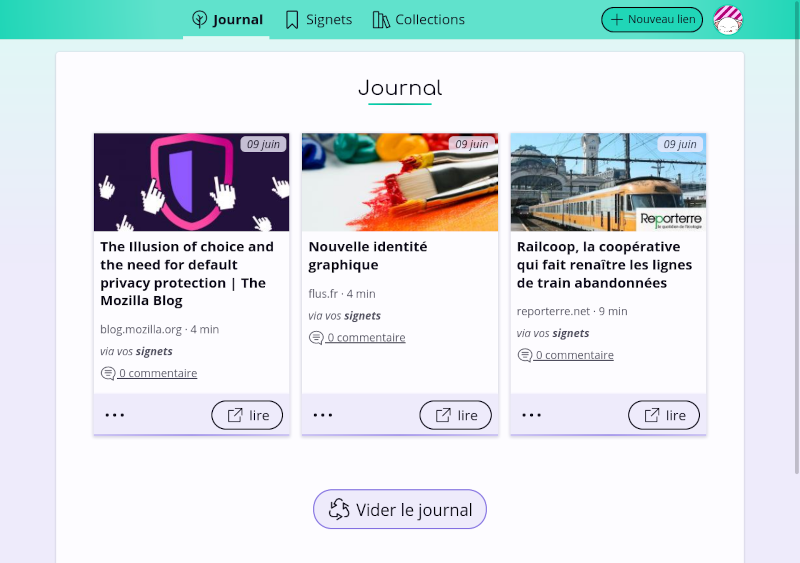 Journal
Signets
Collections
Nouveau lien
Journal
09 juin
The Illusion of choice and
the need for default
privacy protection | The
Mozilla Blog
blog.mozilla.org · 4 min
via vos signets
0 commentaire
lire
09 juin
Nouvelle identité
graphique
flus.fr · 4 min
via vos signets
0 commentaire
lire
09 juin
Reporterre
le quotidien de l'écologie
Railcoop, la coopérative
qui fait renaître les lignes
de train abandonnées
reporterre.net · 9 min
via vos signets
0 commentaire
lire
Vider le journal